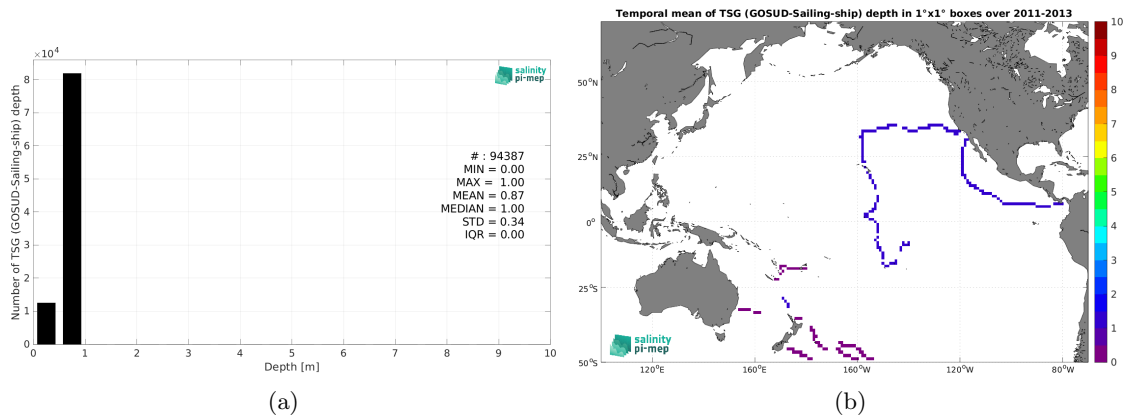 ×10⁴
8
7
6
5
4
3
2
1
0
Number of TSG (GOSUD-Sailing-ship) depth
salinity
pi-mep
# : 94387
MIN = 0.00
MAX = 1.00
MEAN = 0.87
MEDIAN = 1.00
STD = 0.34
IQR = 0.00
0 1 2 3 4 5 6 7 8 9 10
Depth [m]
(a)
Temporal mean of TSG (GOSUD-Sailing-ship) depth in 1°x1° boxes over 2011-2013
50°N
25°N
0°
25°S
50°S
120°E 160°E 160°W 120°W 80°W
salinity
pi-mep
10
9
8
7
6
5
4
3
2
1
0
(b)